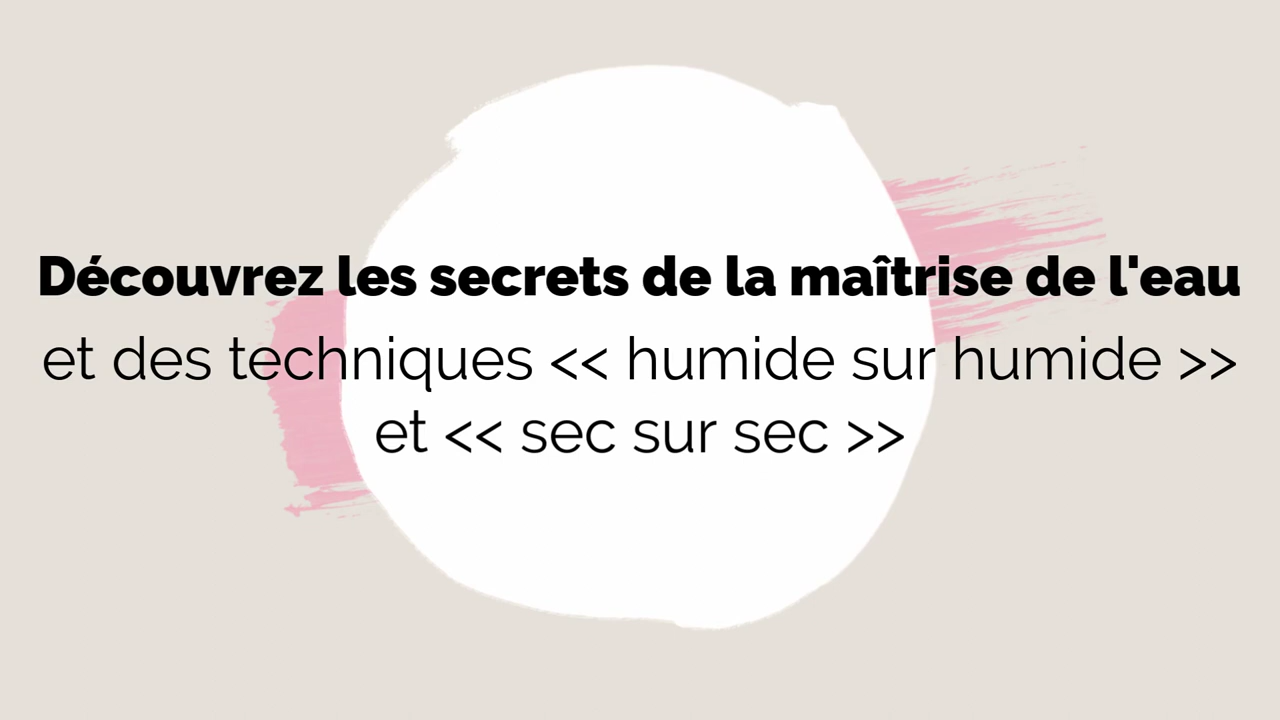 Découvrez les secrets de la maîtrise de l'eau
et des techniques << humide sur humide >>
et << sec sur sec >>